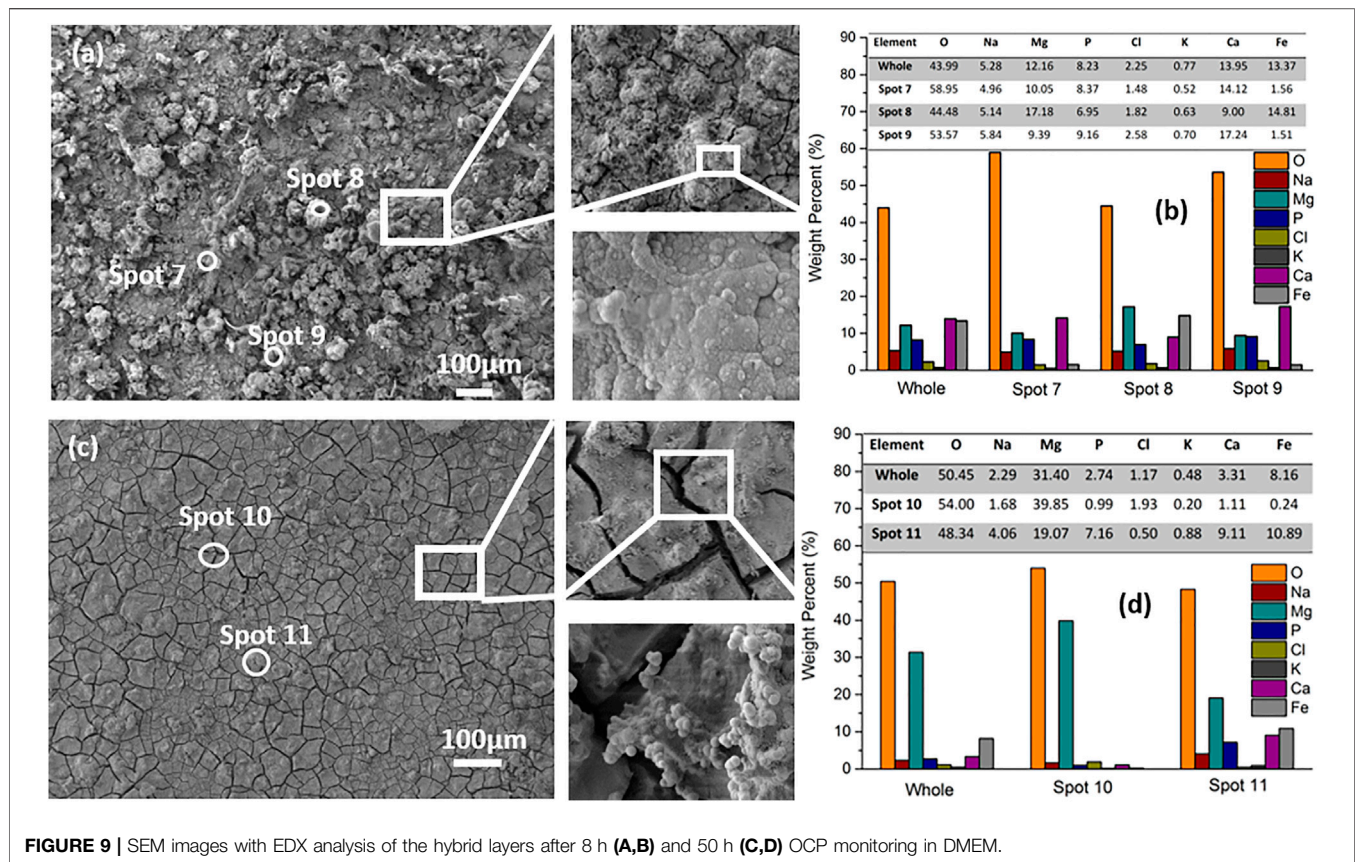 (a)
Spot 8
Spot 7
Spot 9
100μm
Element O Na Mg P Cl K Ca Fe
Whole 43.99 5.28 12.16 8.23 2.25 0.77 13.95 13.37
Spot 7 58.95 4.96 10.05 8.37 1.48 0.52 14.12 1.56
Spot 8 44.48 5.14 17.18 6.95 1.82 0.63 9.00 14.81
Spot 9 53.57 5.84 9.39 9.16 2.58 0.70 17.24 1.51
90
80
70
60
50
40
30
20
10
0
Weight Percent (%)
(b)
O
Na
Mg
P
Cl
K
Ca
Fe
Whole Spot 7 Spot 8 Spot 9
(c)
Spot 10
Spot 11
100μm
Element O Na Mg P Cl K Ca Fe
Whole 50.45 2.29 31.40 2.74 1.17 0.48 3.31 8.16
Spot 10 54.00 1.68 39.85 0.99 1.93 0.20 1.11 0.24
Spot 11 48.34 4.06 19.07 7.16 0.50 0.88 9.11 10.89
90
80
70
60
50
40
30
20
10
0
Weight Percent (%)
(d)
O
Na
Mg
P
Cl
K
Ca
Fe
Whole Spot 10 Spot 11
FIGURE 9 | SEM images with EDX analysis of the hybrid layers after 8 h (A,B) and 50 h (C,D) OCP monitoring in DMEM.